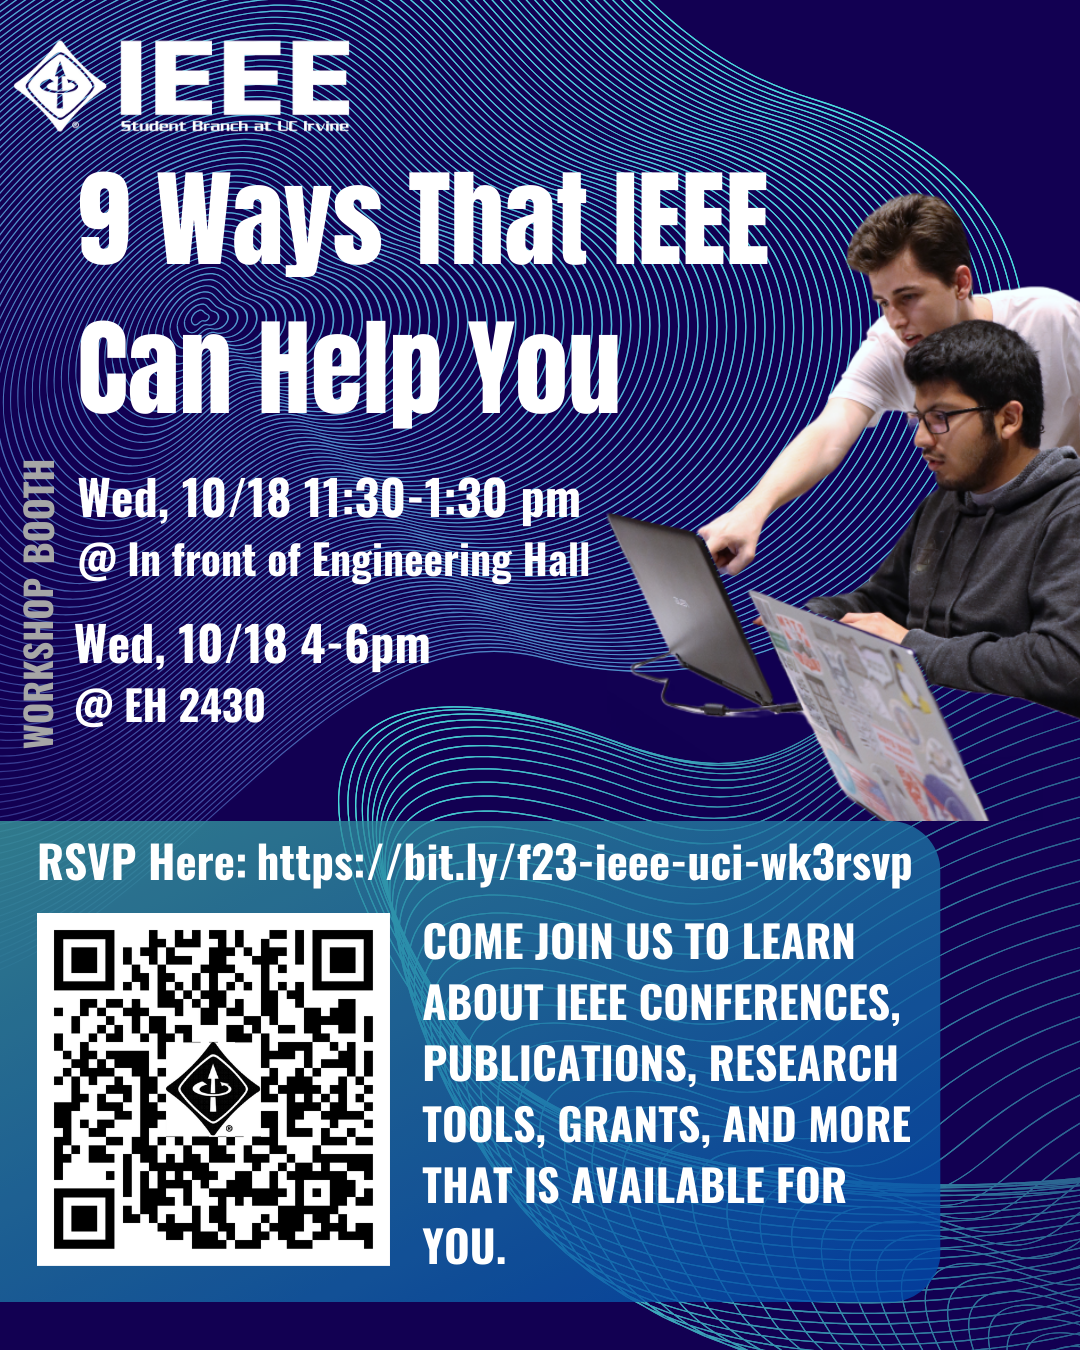 IEEE
Student Branch at UC Irvine
9 Ways That IEEE
Can Help You
BOOTH
Wed, 10/18 11:30-1:30 pm
@ In front of Engineering Hall
WORKSHOP
Wed, 10/18 4-6pm
@ EH 2430
RSVP Here: https://bit.ly/f23-ieee-uci-wk3rsvp
COME JOIN US TO LEARN
ABOUT IEEE CONFERENCES,
PUBLICATIONS, RESEARCH
TOOLS, GRANTS, AND MORE
THAT IS AVAILABLE FOR
YOU.